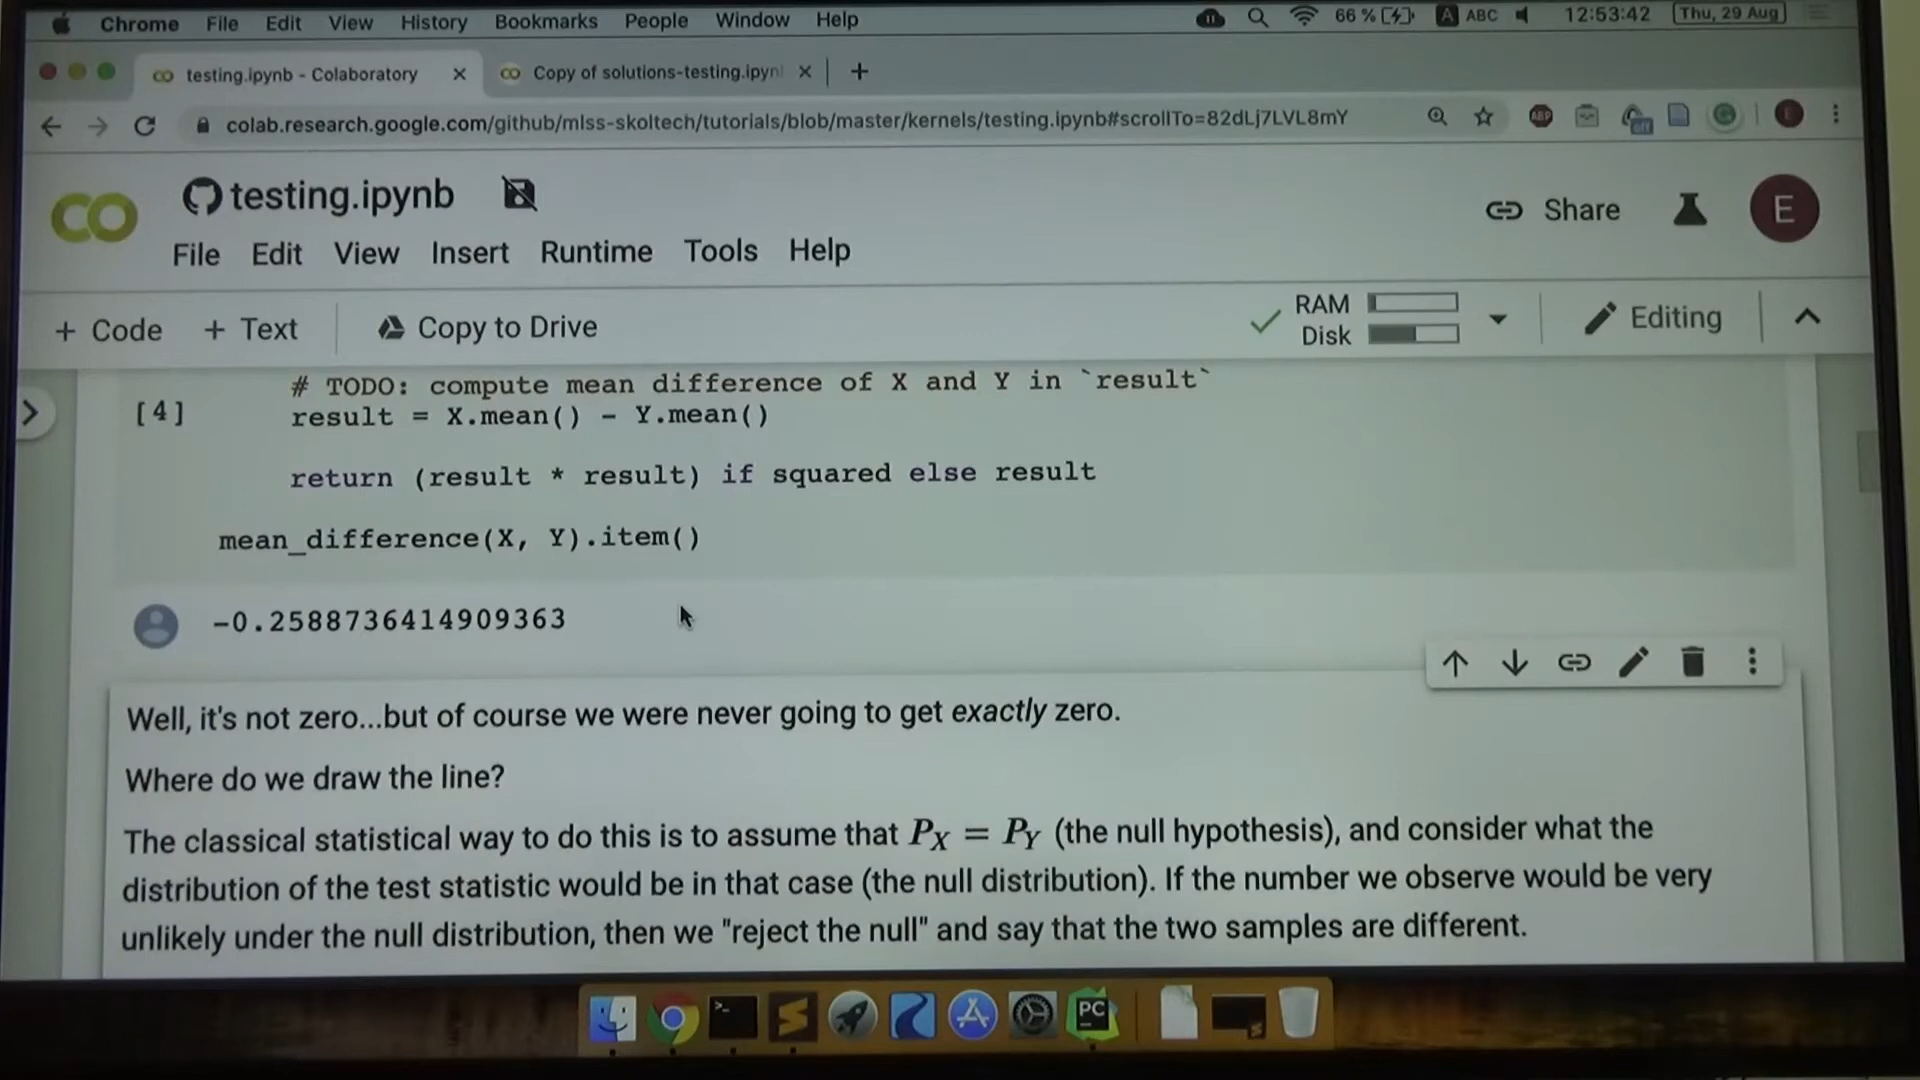 Chrome File Edit View History Bookmarks People Window Help 66 % A ABC 12:53:42 Thu, 29 Aug
testing.ipynb - Colaboratory Copy of solutions-testing.ipyn
colab.research.google.com/github/mlss-skoltech/tutorials/blob/master/kernels/testing.ipynb#scrollTo=82dLj7LVL8mY ABP off
CO testing.ipynb Share E
File Edit View Insert Runtime Tools Help
+ Code + Text Copy to Drive RAM Disk Editing
# TODO: compute mean difference of X and Y in `result`
[4] result = X.mean() - Y.mean()
return (result * result) if squared else result
mean_difference(X, Y).item()
-0.2588736414909363
Well, it's not zero...but of course we were never going to get exactly zero.
Where do we draw the line?
The classical statistical way to do this is to assume that PX = PY (the null hypothesis), and consider what the
distribution of the test statistic would be in that case (the null distribution). If the number we observe would be very
unlikely under the null distribution, then we "reject the null" and say that the two samples are different.
PC